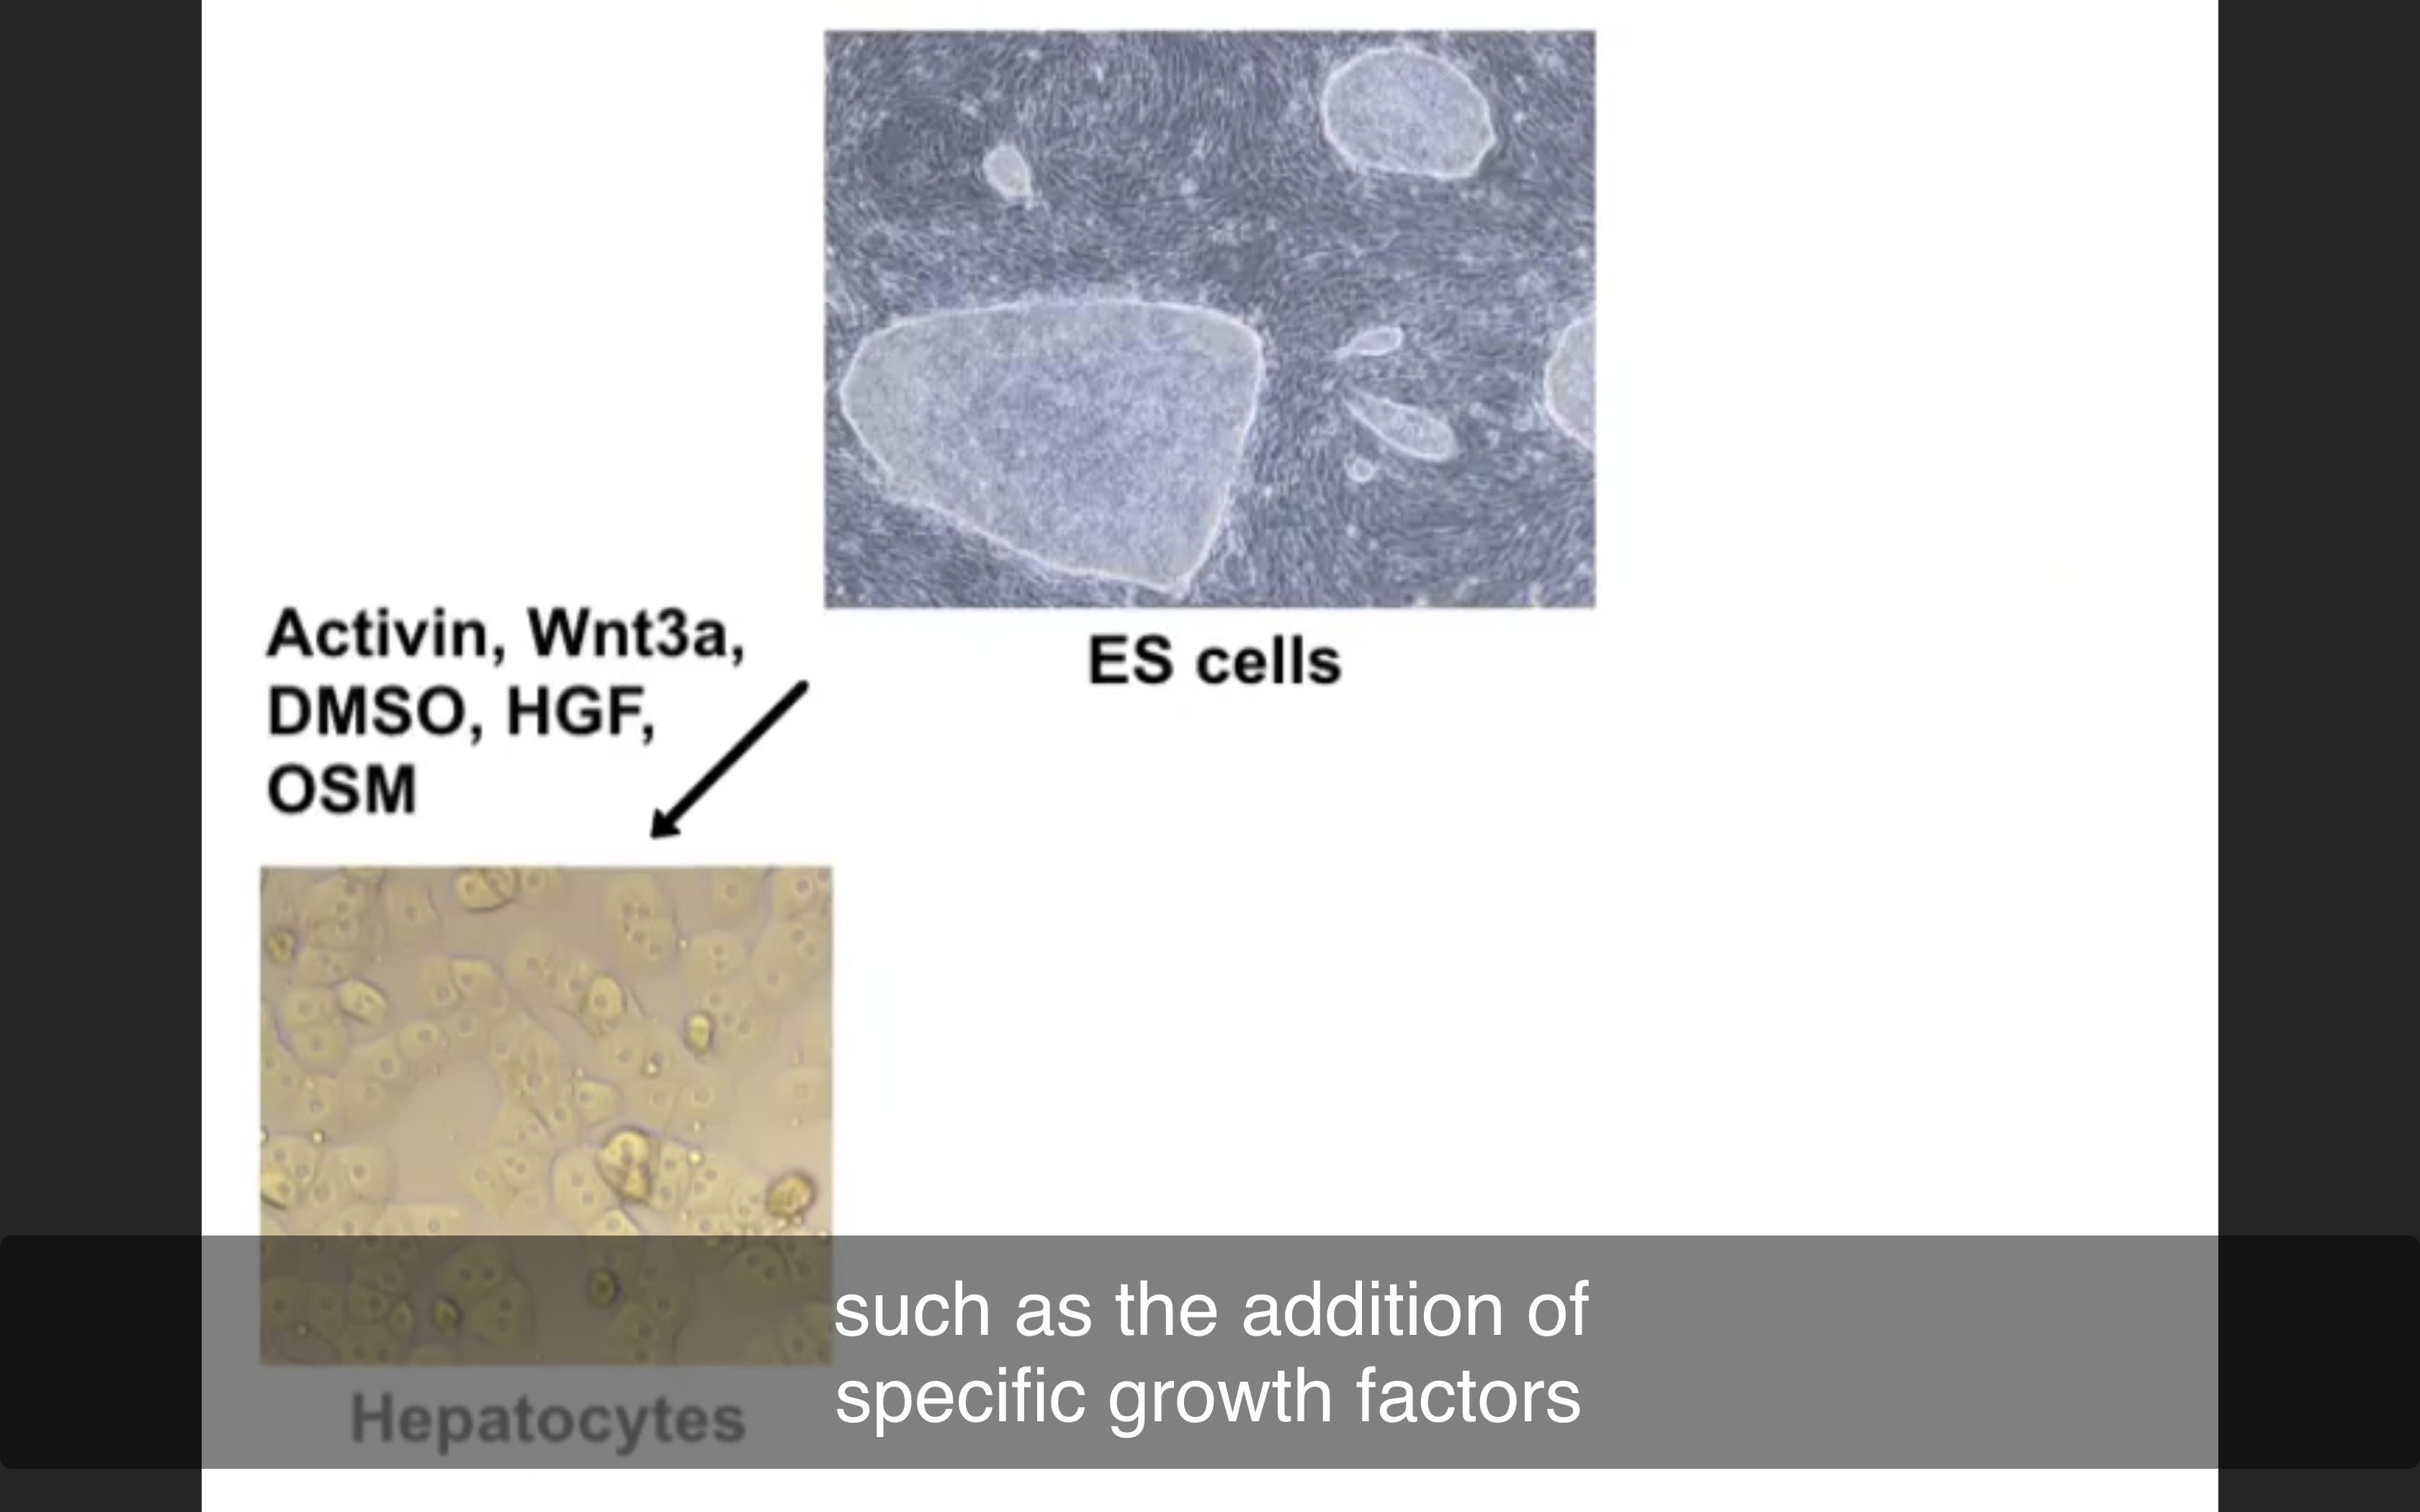 ES cells
Activin, Wnt3a,
DMSO, HGF,
OSM
Hepatocytes
such as the addition of
specific growth factors